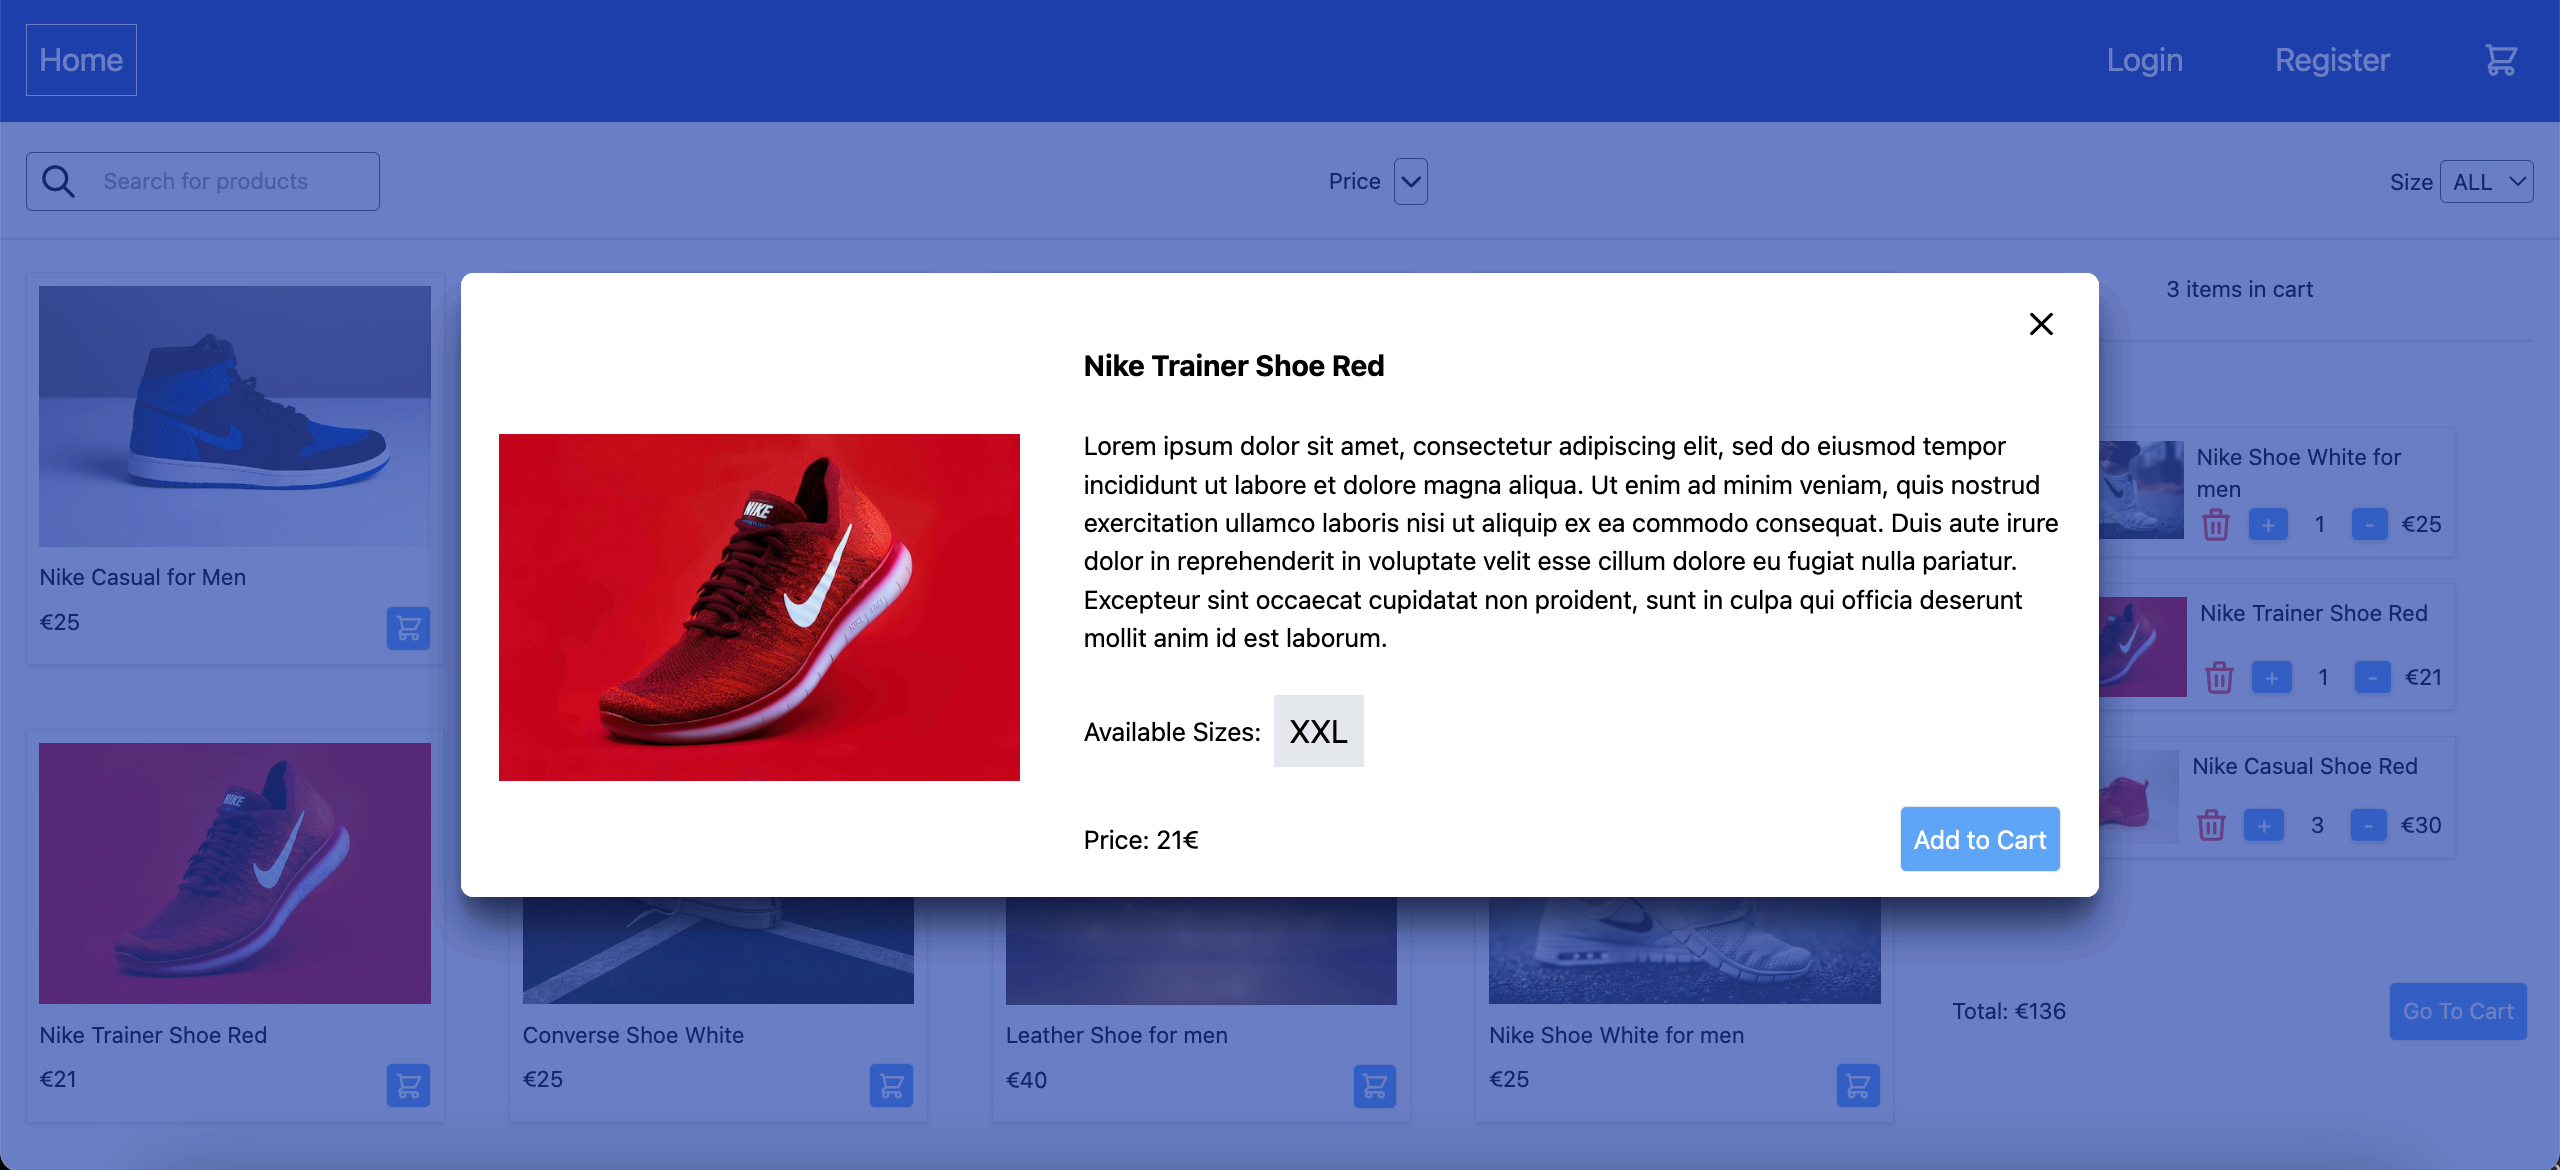 Home
Login
Register
Search for products
Price
Size
ALL
3 items in cart
Nike Casual for Men
€25
Nike Trainer Shoe Red
NIKE
Lorem ipsum dolor sit amet, consectetur adipiscing elit, sed do eiusmod tempor
incididunt ut labore et dolore magna aliqua. Ut enim ad minim veniam, quis nostrud
exercitation ullamco laboris nisi ut aliquip ex ea commodo consequat. Duis aute irure
dolor in reprehenderit in voluptate velit esse cillum dolore eu fugiat nulla pariatur.
Excepteur sint occaecat cupidatat non proident, sunt in culpa qui officia deserunt
mollit anim id est laborum.
Available Sizes:
XXL
Price: 21€
Add to Cart
Nike Shoe White for
men
+ 1 - €25
Nike Trainer Shoe Red
+ 1 - €21
Nike Casual Shoe Red
+ 3 - €30
NIKE
Nike Trainer Shoe Red
€21
Converse Shoe White
€25
Leather Shoe for men
€40
Nike Shoe White for men
€25
Total: €136
Go To Cart